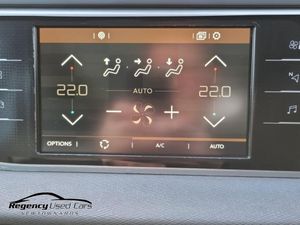 22.0 22.0
AUTO
OPTIONS A/C AUTO
Regency Used Cars
NEWTOWNARDS